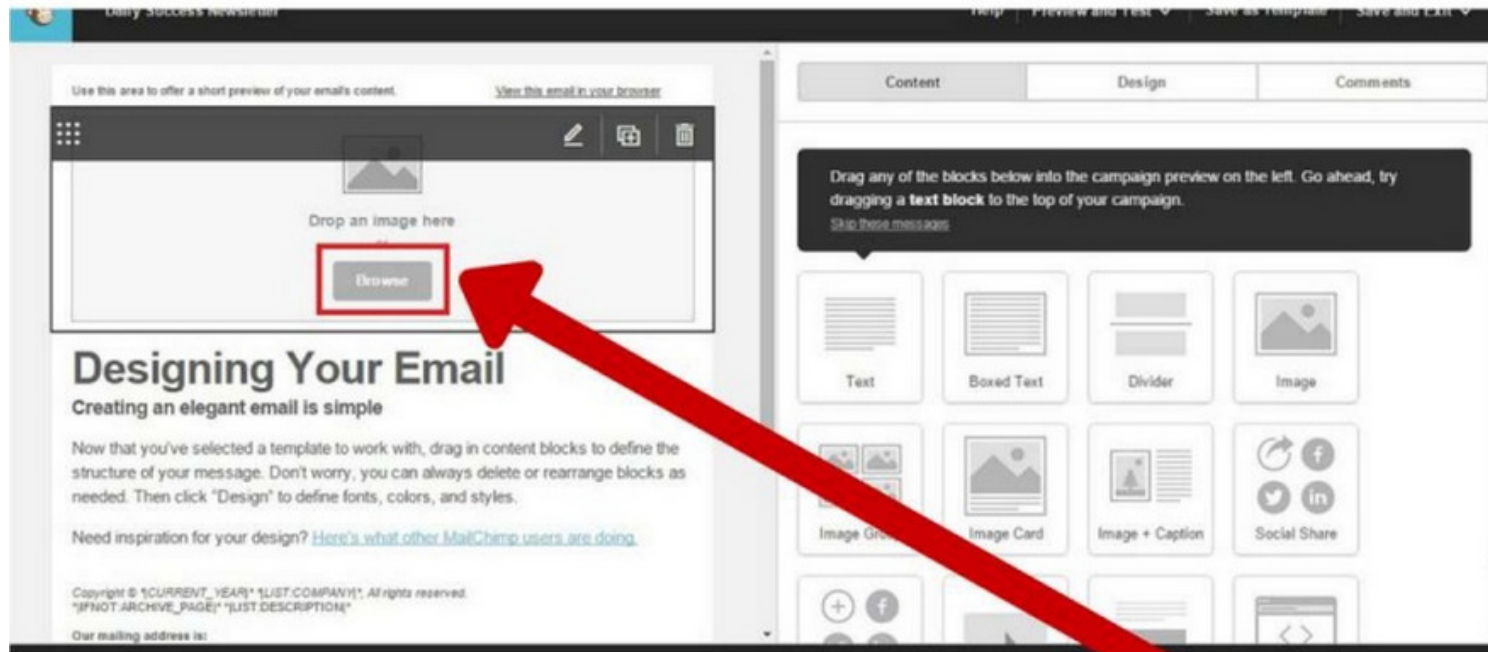 Daily Success Newsletter
Help Preview and Test Save as Template Save and Exit
Use this area to offer a short preview of your email's content. View this email in your browser
Drop an image here
Browse
Designing Your Email
Creating an elegant email is simple
Now that you've selected a template to work with, drag in content blocks to define the
structure of your message. Don't worry, you can always delete or rearrange blocks as
needed. Then click "Design" to define fonts, colors, and styles.
Need inspiration for your design? Here's what other MailChimp users are doing.
Copyright © *|CURRENT_YEAR|* *|LIST:COMPANY|*, All rights reserved.
*|IFNOT:ARCHIVE_PAGE|* *|LIST:DESCRIPTION|*
Our mailing address is:
Content Design Comments
Drag any of the blocks below into the campaign preview on the left. Go ahead, try
dragging a text block to the top of your campaign.
Skip these messages
Text Boxed Text Divider Image
Image Image Card Image + Caption Social Share